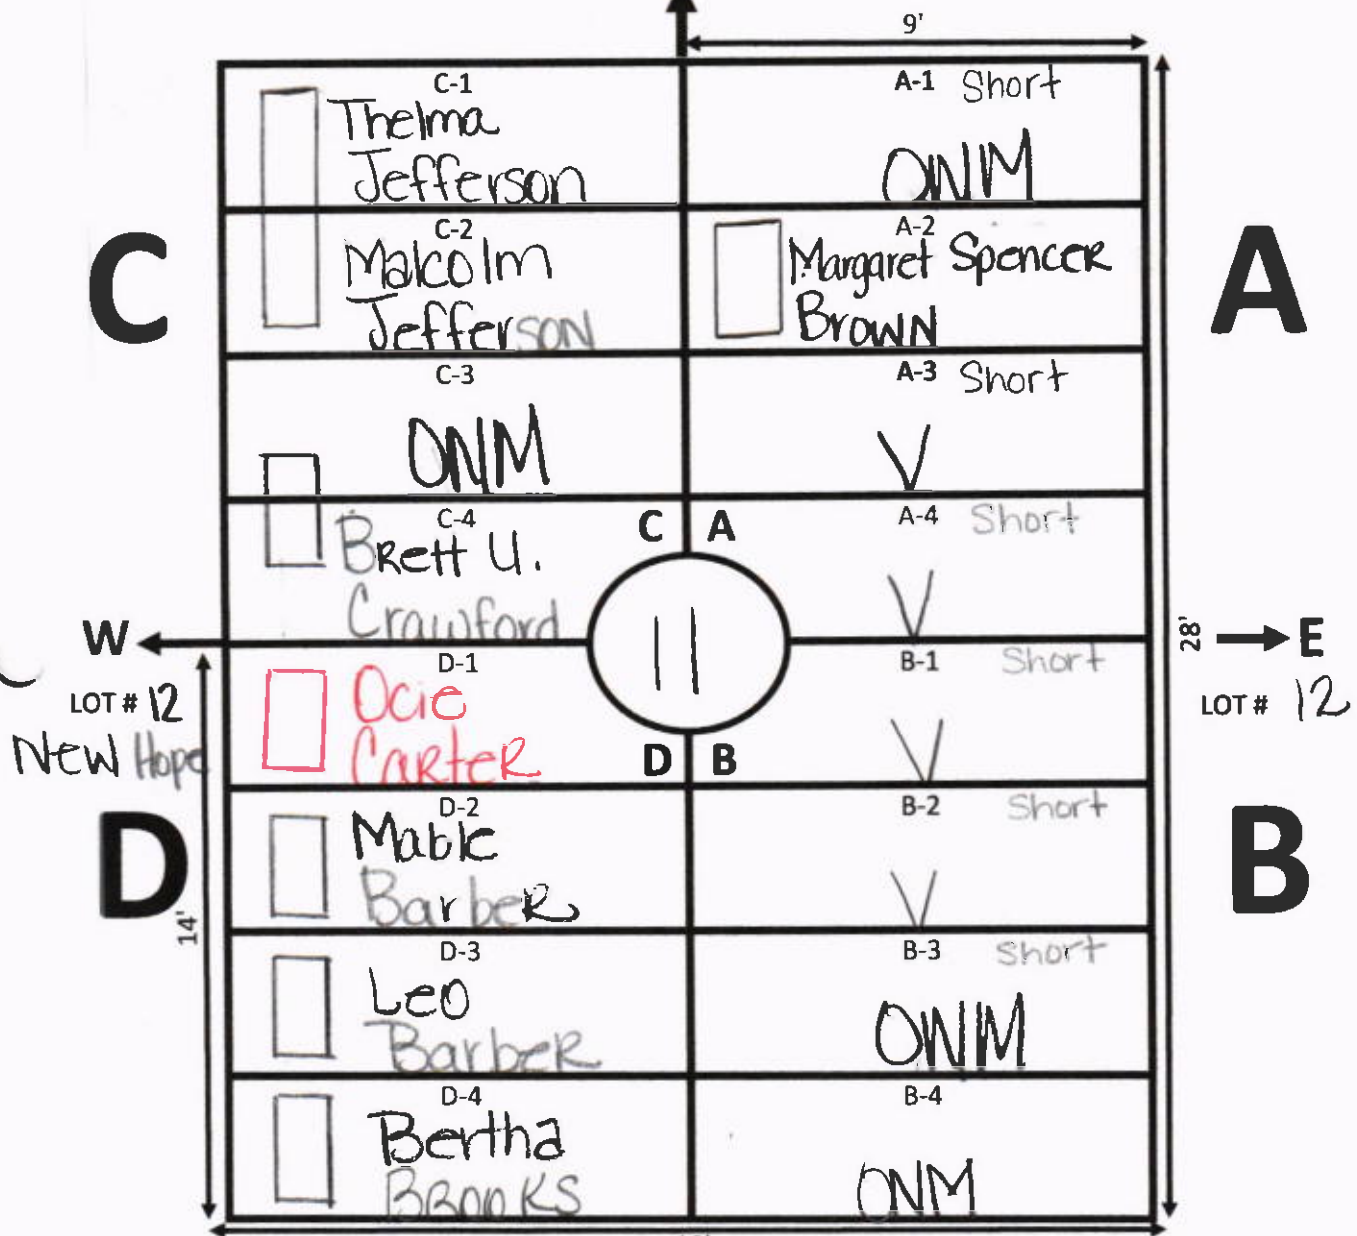 9'
C-1
Thelma
Jefferson
A-1 Short
ONM
C-2
Malcolm
Jefferson
A-2
Margaret Spencer
Brown
C
A
C-3
ONM
A-3 Short
V
C-4
Brett U.
Crawford
C A
A-4 Short
V
W
11
28'
E
LOT # 12
New Hope
LOT # 12
D-1
Ocie
Carter
D B
B-1 Short
V
D-2
Mable
Barber
B-2 Short
V
D
B
14'
D-3
Leo
Barber
B-3 Short
ONM
D-4
Bertha
Brooks
B-4
ONM